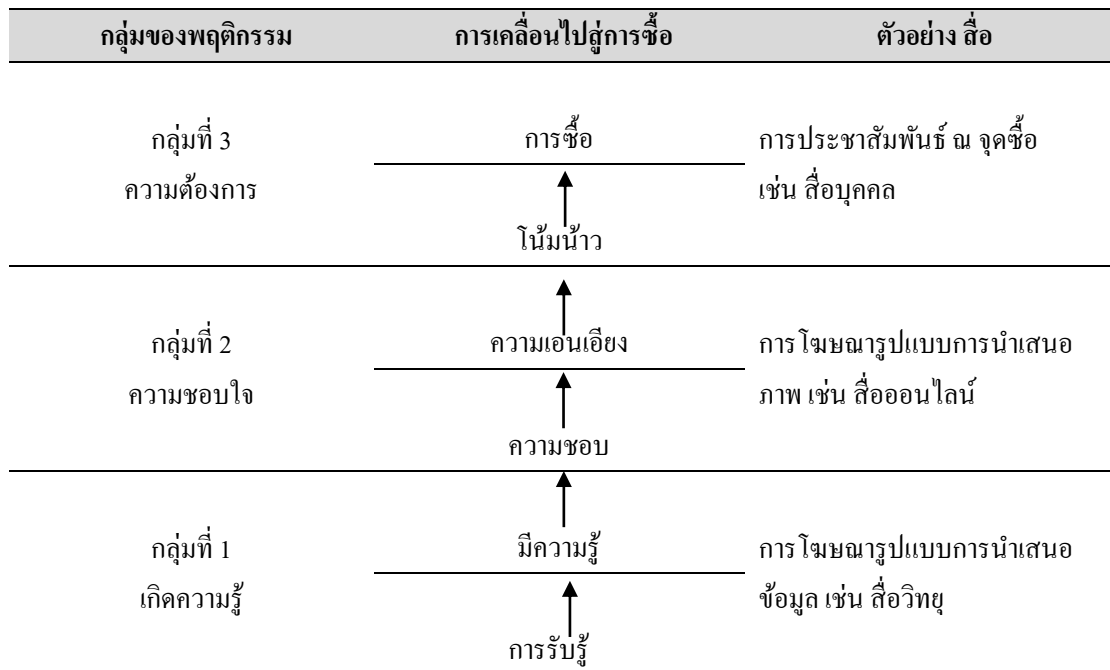 กลุ่มของพฤติกรรม การเคลื่อนไปสู่การซื้อ ตัวอย่าง สื่อ
กลุ่มที่ 3 การซื้อ การประชาสัมพันธ์ ณ จุดซื้อ
ความต้องการ เช่น สื่อบุคคล
โน้มน้าว
กลุ่มที่ 2 ความเอนเอียง การโฆษณารูปแบบการนำเสนอ
ความชอบใจ ภาพ เช่น สื่อออนไลน์
ความชอบ
กลุ่มที่ 1 มีความรู้ การโฆษณารูปแบบการนำเสนอ
เกิดความรู้ ข้อมูล เช่น สื่อวิทยุ
การรับรู้